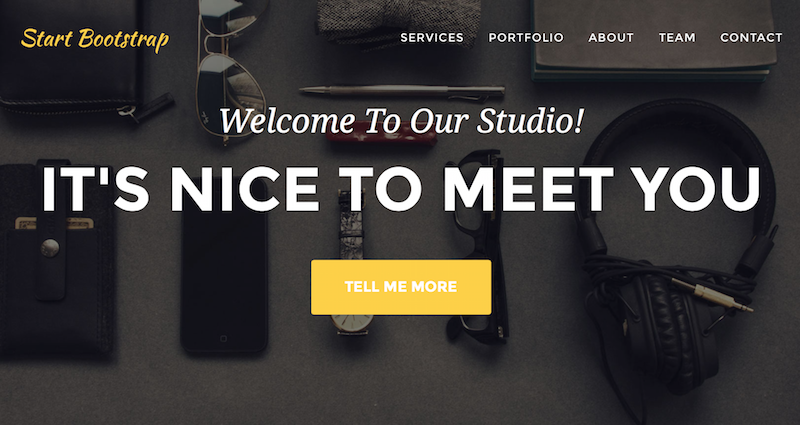 Start Bootstrap
SERVICES PORTFOLIO ABOUT TEAM CONTACT
Welcome To Our Studio!
IT'S NICE TO MEET YOU
TELL ME MORE